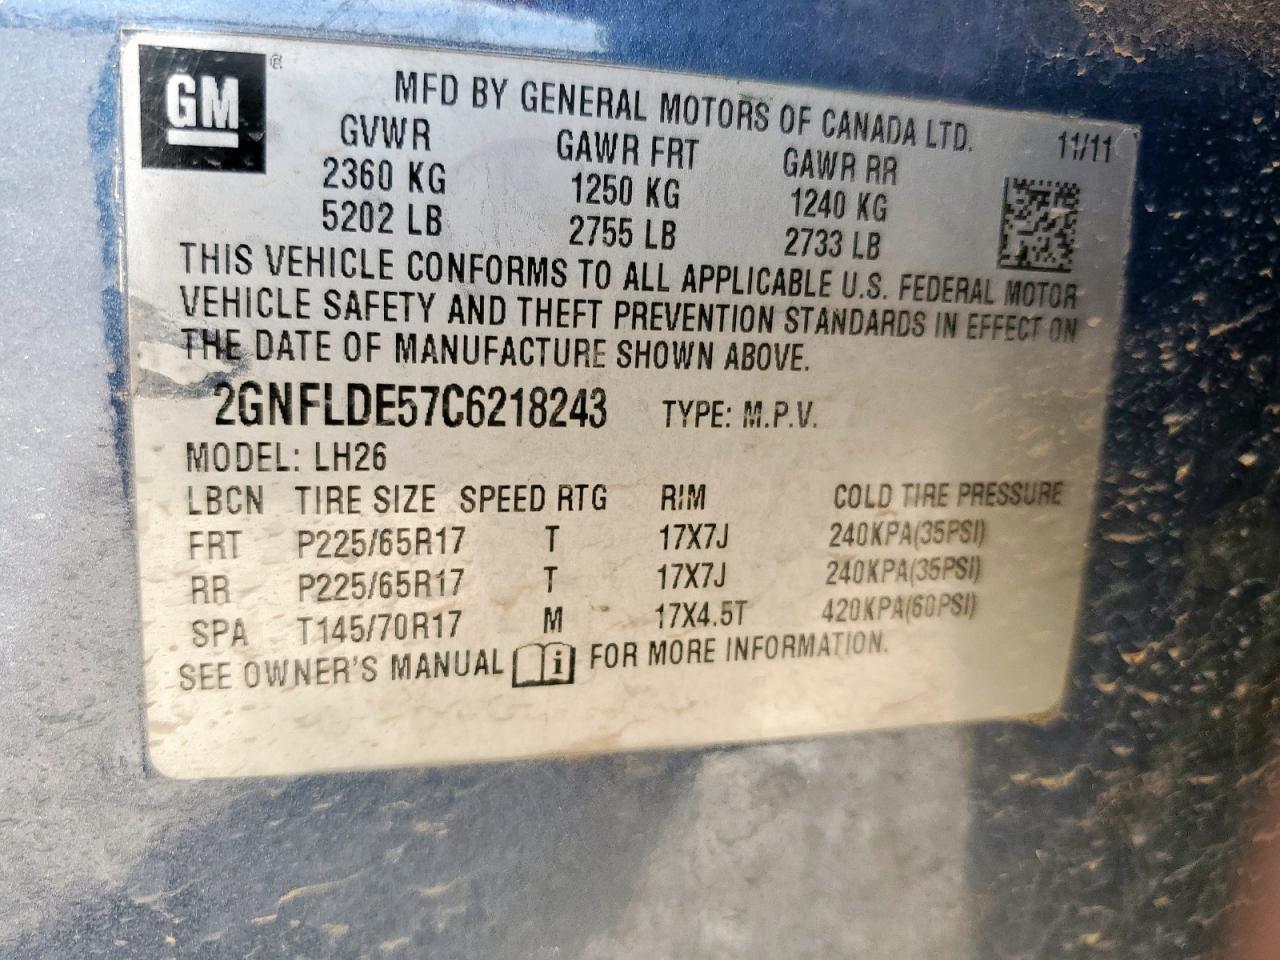 GM ®
MFD BY GENERAL MOTORS OF CANADA LTD.
11/11
GVWR GAWR FRT GAWR RR
2360 KG 1250 KG 1240 KG
5202 LB 2755 LB 2733 LB
THIS VEHICLE CONFORMS TO ALL APPLICABLE U.S. FEDERAL MOTOR
VEHICLE SAFETY AND THEFT PREVENTION STANDARDS IN EFFECT ON
THE DATE OF MANUFACTURE SHOWN ABOVE.
2GNFLDE57C6218243 TYPE: M.P.V.
MODEL: LH26
LBCN TIRE SIZE SPEED RTG RIM COLD TIRE PRESSURE
FRT P225/65R17 T 17X7J 240KPA(35PSI)
RR P225/65R17 T 17X7J 240KPA(35PSI)
SPA T145/70R17 M 17X4.5T 420KPA(60PSI)
SEE OWNER'S MANUAL i FOR MORE INFORMATION.